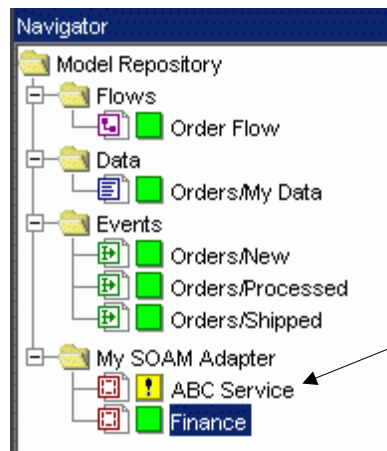 Navigator
Model Repository
Flows
Order Flow
Data
Orders/My Data
Events
Orders/New
Orders/Processed
Orders/Shipped
My SOAM Adapter
ABC Service
Finance